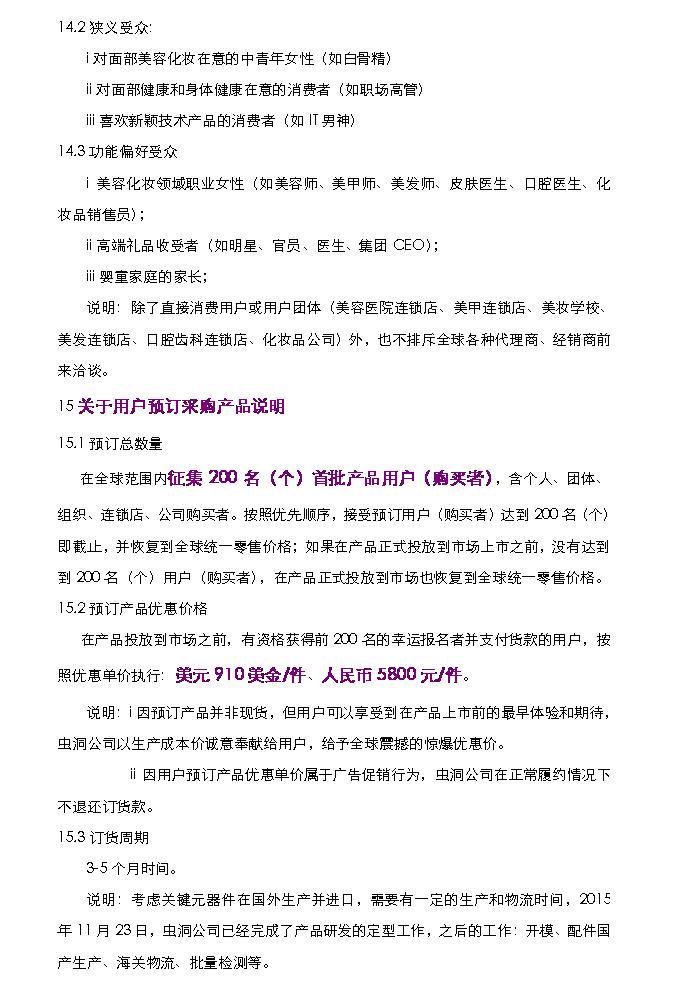 14.2 狭义受众:
i 对面部美容化妆在意的中青年女性（如白骨精）
ii 对面部健康和身体健康在意的消费者（如职场高管）
iii 喜欢新颖技术产品的消费者（如 IT 男神）
14.3 功能偏好受众
i 美容化妆领域职业女性（如美容师、美甲师、美发师、皮肤医生、口腔医生、化
妆品销售员）；
ii 高端礼品收受者（如明星、官员、医生、集团 CEO）；
iii 婴童家庭的家长；
说明：除了直接消费用户或用户团体（美容医院连锁店、美甲连锁店、美妆学校、
美发连锁店、口腔齿科连锁店、化妆品公司）外，也不排斥全球各种代理商、经销商前
来洽谈。
15 关于用户预订采购产品说明
15.1 预订总数量
在全球范围内征集 200 名（个）首批产品用户（购买者），含个人、团体、
组织、连锁店、公司购买者。按照优先顺序，接受预订用户（购买者）达到 200 名（个）
即截止，并恢复到全球统一零售价格；如果在产品正式投放到市场上市之前，没有达到
到 200 名（个）用户（购买者），在产品正式投放到市场也恢复到全球统一零售价格。
15.2 预订产品优惠价格
在产品投放到市场之前，有资格获得前 200 名的幸运报名者并支付货款的用户，按
照优惠单价执行：美元 910 美金/件、人民币 5800 元/件。
说明：i 因预订产品并非现货，但用户可以享受到在产品上市前的最早体验和期待，
虫洞公司以生产成本价诚意奉献给用户，给予全球震撼的惊爆优惠价。
ii 因用户预订产品优惠单价属于广告促销行为，虫洞公司在正常履约情况下
不退还订货款。
15.3 订货周期
3-5 个月时间。
说明：考虑关键元器件在国外生产并进口，需要有一定的生产和物流时间，2015
年 11 月 23 日，虫洞公司已经完成了产品研发的定型工作，之后的工作：开模、配件国
产生产、海关物流、批量检测等。